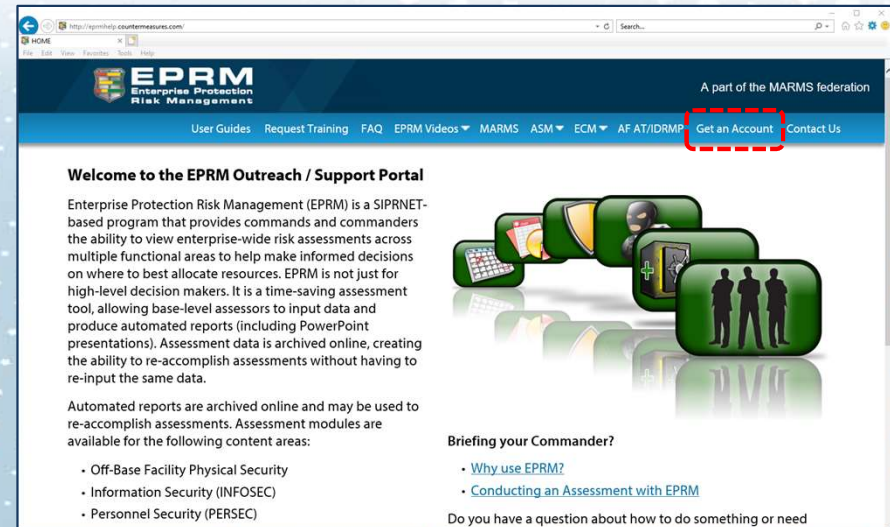 http://eprmhelp.countermeasures.com/
Search...
HOME
File Edit View Favorites Tools Help
EPRM
Enterprise Protection
Risk Management
A part of the MARMS federation
User Guides Request Training FAQ EPRM Videos MARMS ASM ECM AF AT/IDRMP Get an Account Contact Us
Welcome to the EPRM Outreach / Support Portal
Enterprise Protection Risk Management (EPRM) is a SIPRNET-
based program that provides commands and commanders
the ability to view enterprise-wide risk assessments across
multiple functional areas to help make informed decisions
on where to best allocate resources. EPRM is not just for
high-level decision makers. It is a time-saving assessment
tool, allowing base-level assessors to input data and
produce automated reports (including PowerPoint
presentations). Assessment data is archived online, creating
the ability to re-accomplish assessments without having to
re-input the same data.
Automated reports are archived online and may be used to
re-accomplish assessments. Assessment modules are
available for the following content areas:
• Off-Base Facility Physical Security
• Information Security (INFOSEC)
• Personnel Security (PERSEC)
Briefing your Commander?
• Why use EPRM?
• Conducting an Assessment with EPRM
Do you have a question about how to do something or need